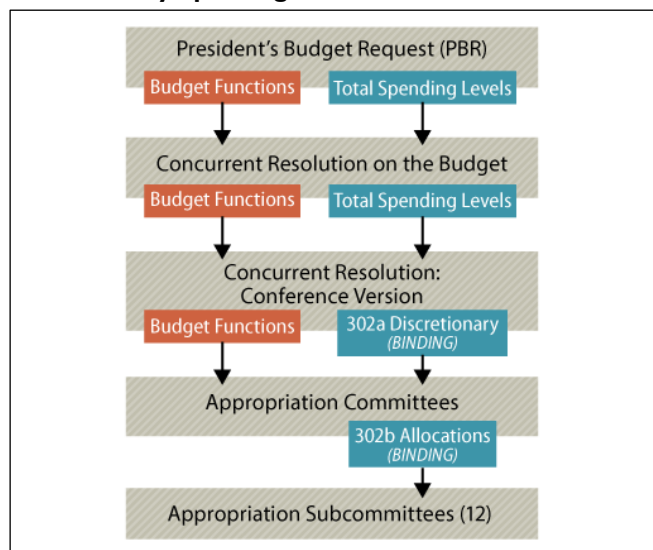 President's Budget Request (PBR)
Budget Functions
Total Spending Levels
Concurrent Resolution on the Budget
Budget Functions
Total Spending Levels
Concurrent Resolution:
Conference Version
Budget Functions
302a Discretionary
(BINDING)
Appropriation Committees
302b Allocations
(BINDING)
Appropriation Subcommittees (12)